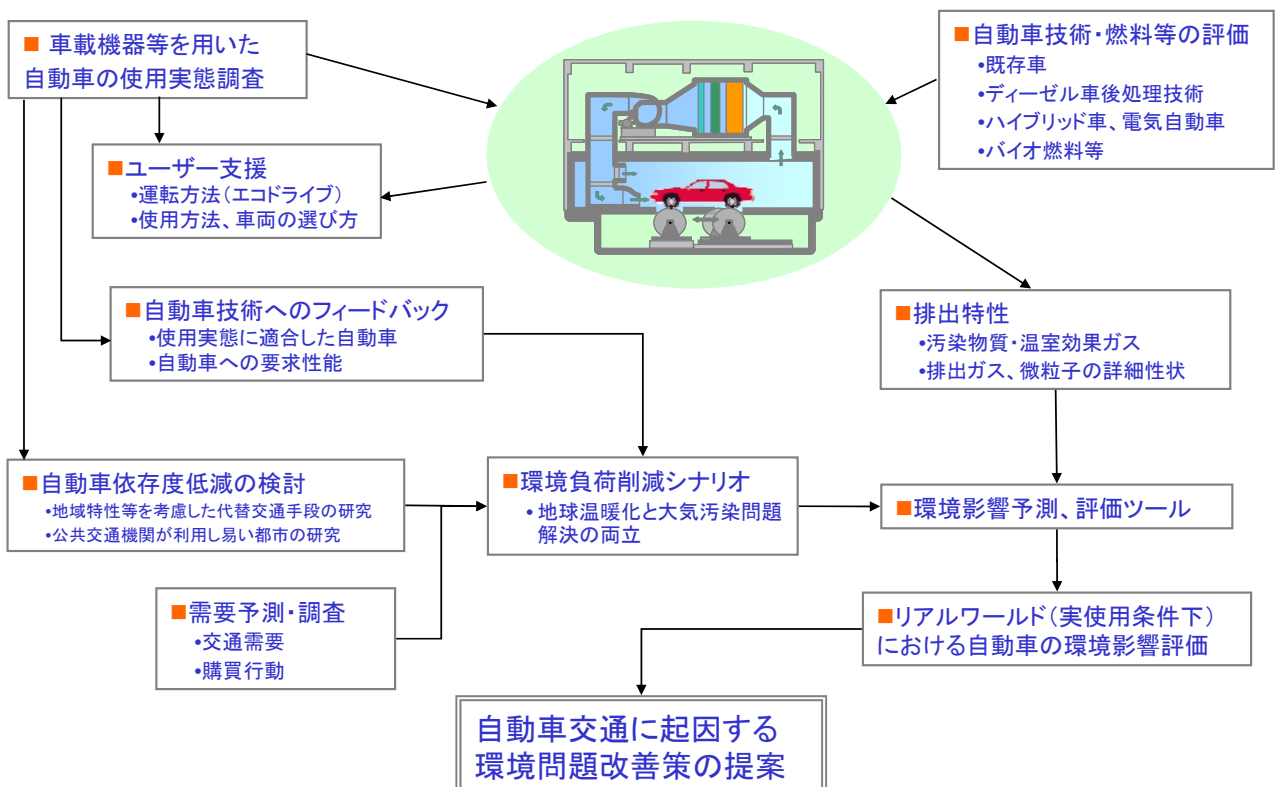 ■ 車載機器等を用いた
自動車の使用実態調査
■自動車技術・燃料等の評価
•既存車
•ディーゼル車後処理技術
•ハイブリッド車、電気自動車
•バイオ燃料等
■ユーザー支援
•運転方法（エコドライブ）
•使用方法、車両の選び方
■自動車技術へのフィードバック
•使用実態に適合した自動車
•自動車への要求性能
■排出特性
•汚染物質・温室効果ガス
•排出ガス、微粒子の詳細性状
■自動車依存度低減の検討
•地域特性等を考慮した代替交通手段の研究
•公共交通機関が利用し易い都市の研究
■環境負荷削減シナリオ
•地球温暖化と大気汚染問題
解決の両立
■環境影響予測、評価ツール
■需要予測・調査
•交通需要
•購買行動
■リアルワールド（実使用条件下）
における自動車の環境影響評価
自動車交通に起因する
環境問題改善策の提案